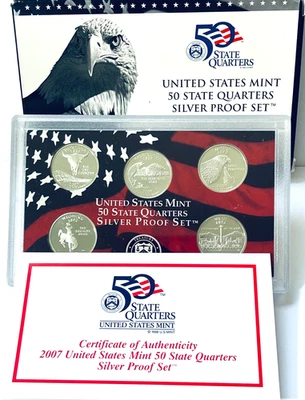 50
STATE
QUARTERS
UNITED STATES MINT
50 STATE QUARTERS
SILVER PROOF SET™
UNITED STATES MINT
50 STATE QUARTERS
SILVER PROOF SET™
50
STATE
QUARTERS
UNITED STATES MINT
Certificate of Authenticity
2007 United States Mint 50 State Quarters
Silver Proof Set™